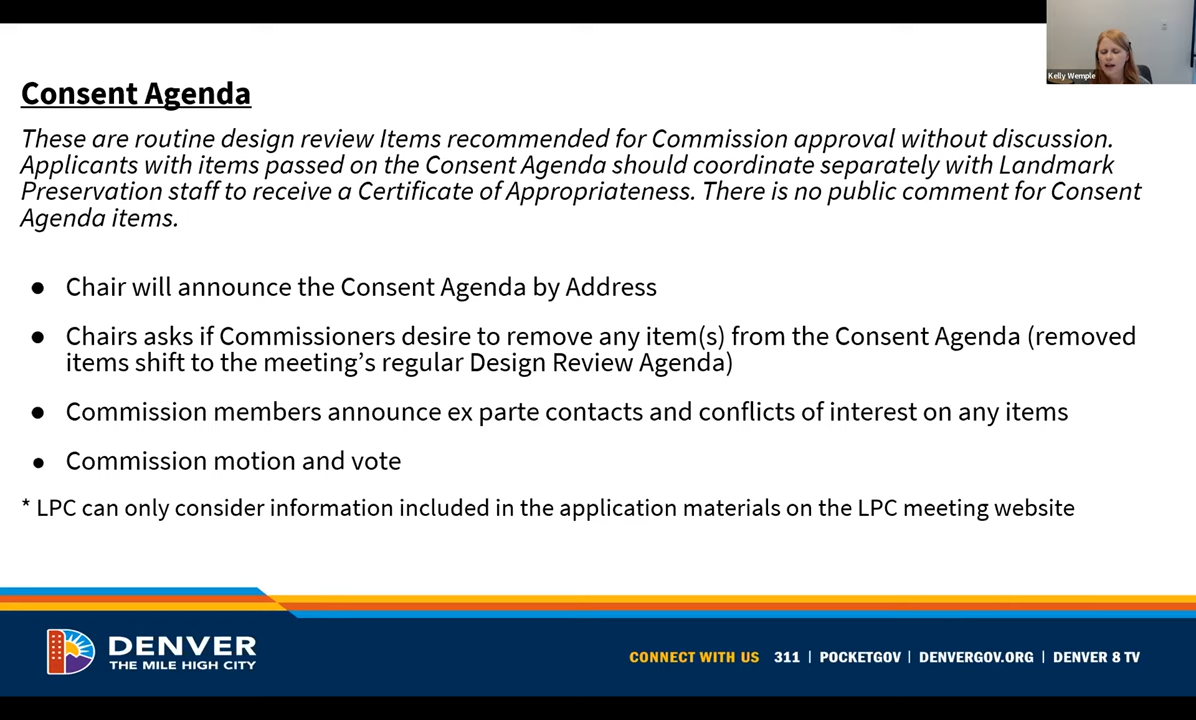 Kelly Wemple
Consent Agenda
These are routine design review Items recommended for Commission approval without discussion.
Applicants with items passed on the Consent Agenda should coordinate separately with Landmark
Preservation staff to receive a Certificate of Appropriateness. There is no public comment for Consent
Agenda items.
● Chair will announce the Consent Agenda by Address
● Chairs asks if Commissioners desire to remove any item(s) from the Consent Agenda (removed
items shift to the meeting’s regular Design Review Agenda)
● Commission members announce ex parte contacts and conflicts of interest on any items
● Commission motion and vote
* LPC can only consider information included in the application materials on the LPC meeting website
DENVER
THE MILE HIGH CITY
CONNECT WITH US 311 | POCKETGOV | DENVERGOV.ORG | DENVER 8 TV